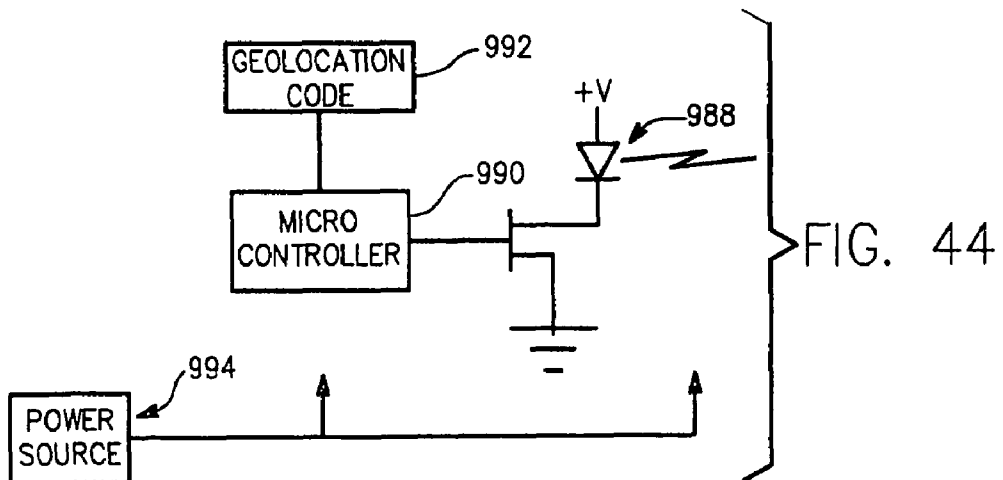 GEOLOCATION
CODE
992
+V
988
990
MICRO
CONTROLLER
FIG. 44
994
POWER
SOURCE